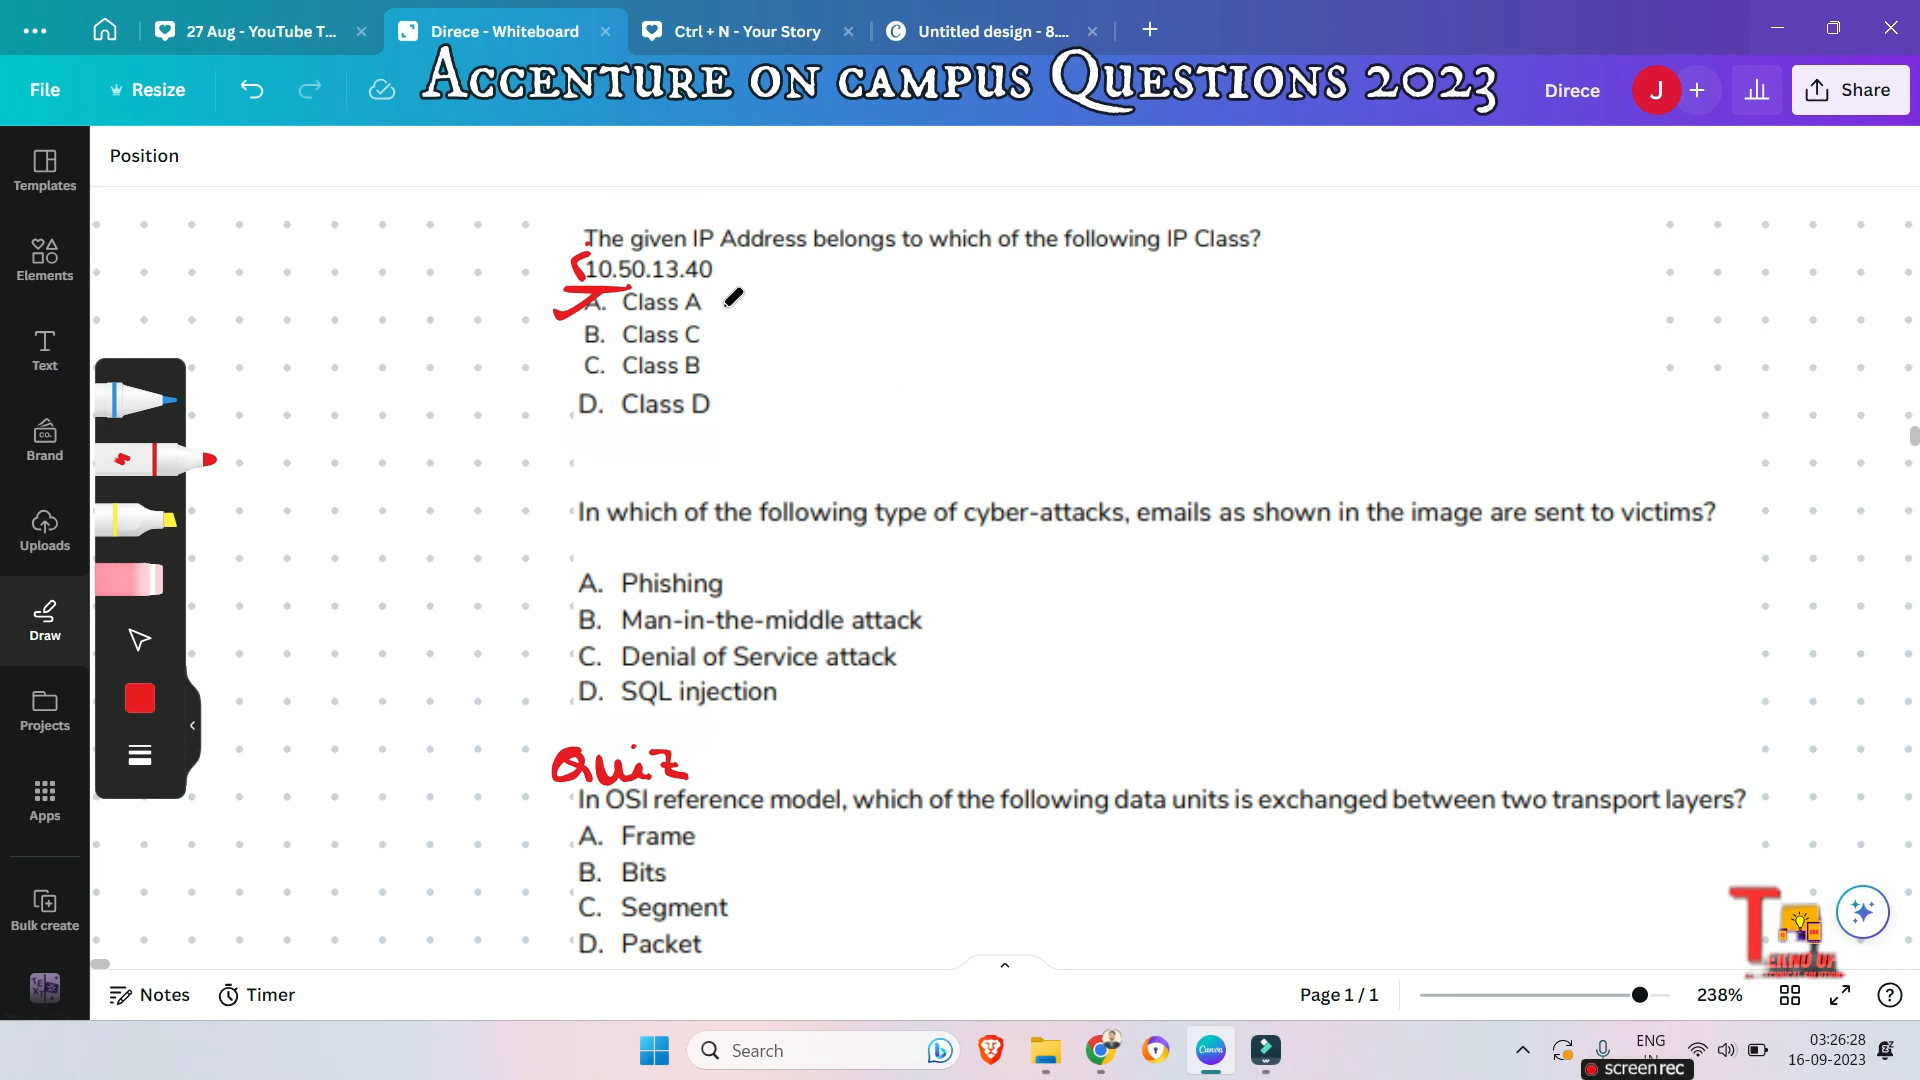 27 Aug - YouTube T...
Direce - Whiteboard
Ctrl + N - Your Story
Untitled design - 8....
File
Resize
Accenture on campus Questions 2023
Direce
J
Share
Position
Templates
Elements
Text
Brand
Uploads
Draw
Projects
Apps
Bulk create
The given IP Address belongs to which of the following IP Class?
10.50.13.40
A. Class A
B. Class C
C. Class B
D. Class D
In which of the following type of cyber-attacks, emails as shown in the image are sent to victims?
A. Phishing
B. Man-in-the-middle attack
C. Denial of Service attack
D. SQL injection
Quiz
In OSI reference model, which of the following data units is exchanged between two transport layers?
A. Frame
B. Bits
C. Segment
D. Packet
Notes
Timer
Page 1 / 1
238%
Search
Canva
ENG
03:26:28
16-09-2023
screenrec